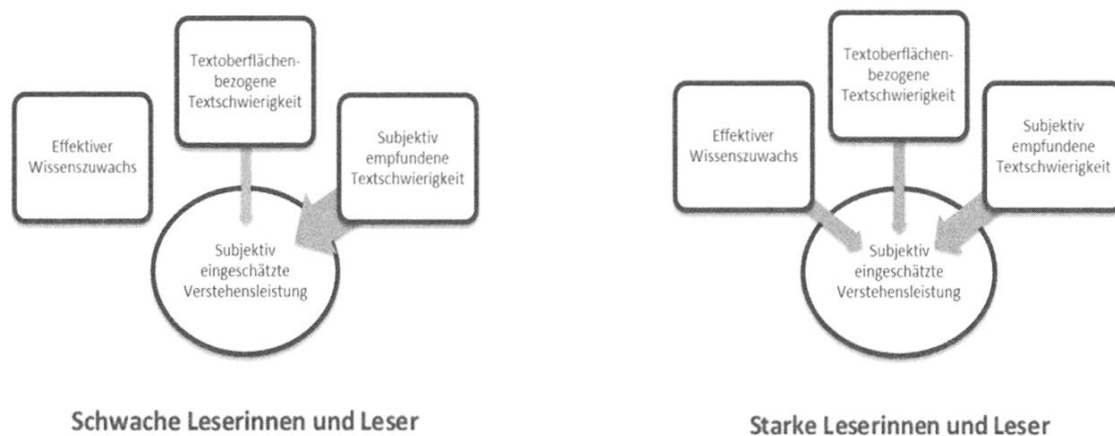 Textoberflächen-
bezogene
Textschwierigkeit
Effektiver
Wissenszuwachs
Subjektiv
empfundene
Textschwierigkeit
Subjektiv
eingeschätzte
Verstehensleistung
Schwache Leserinnen und Leser
Textoberflächen-
bezogene
Textschwierigkeit
Effektiver
Wissenszuwachs
Subjektiv
empfundene
Textschwierigkeit
Subjektiv
eingeschätzte
Verstehensleistung
Starke Leserinnen und Leser